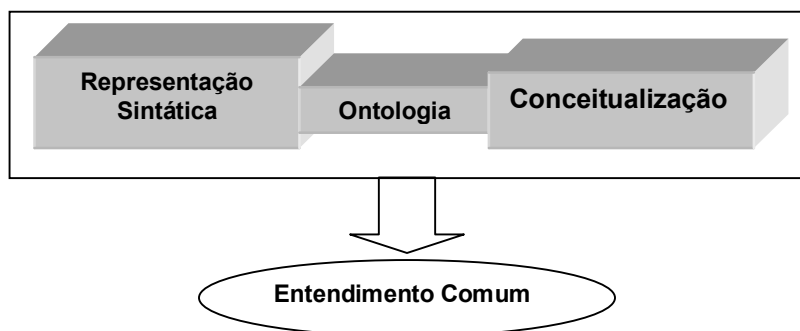 Representação
Sintática
Ontologia
Conceitualização
Entendimento Comum